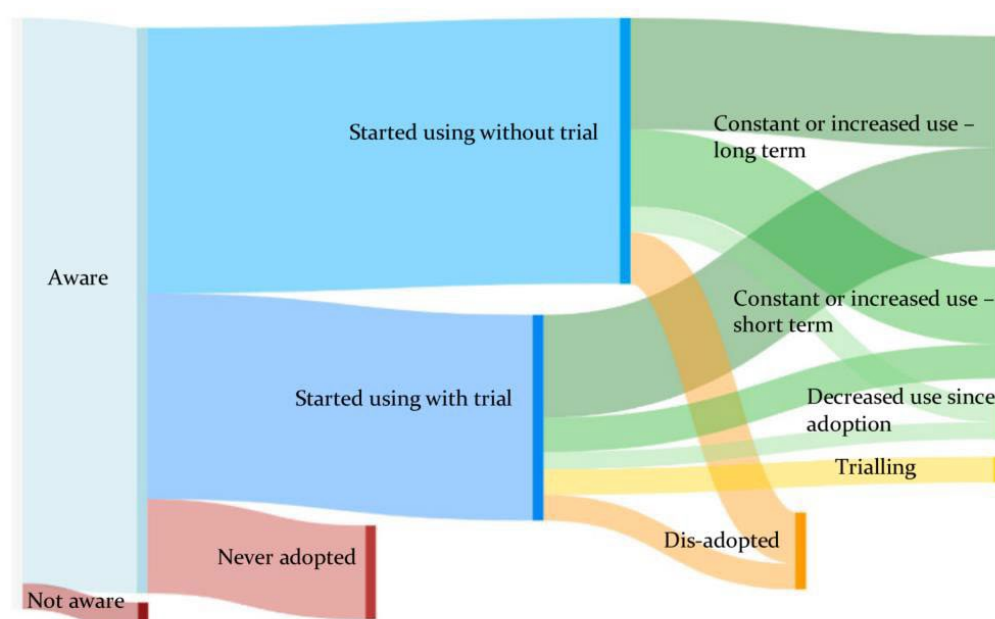 Started using without trial
Constant or increased use –
long term
Aware
Constant or increased use –
short term
Started using with trial
Decreased use since
adoption
Trialling
Dis-adopted
Never adopted
Not aware